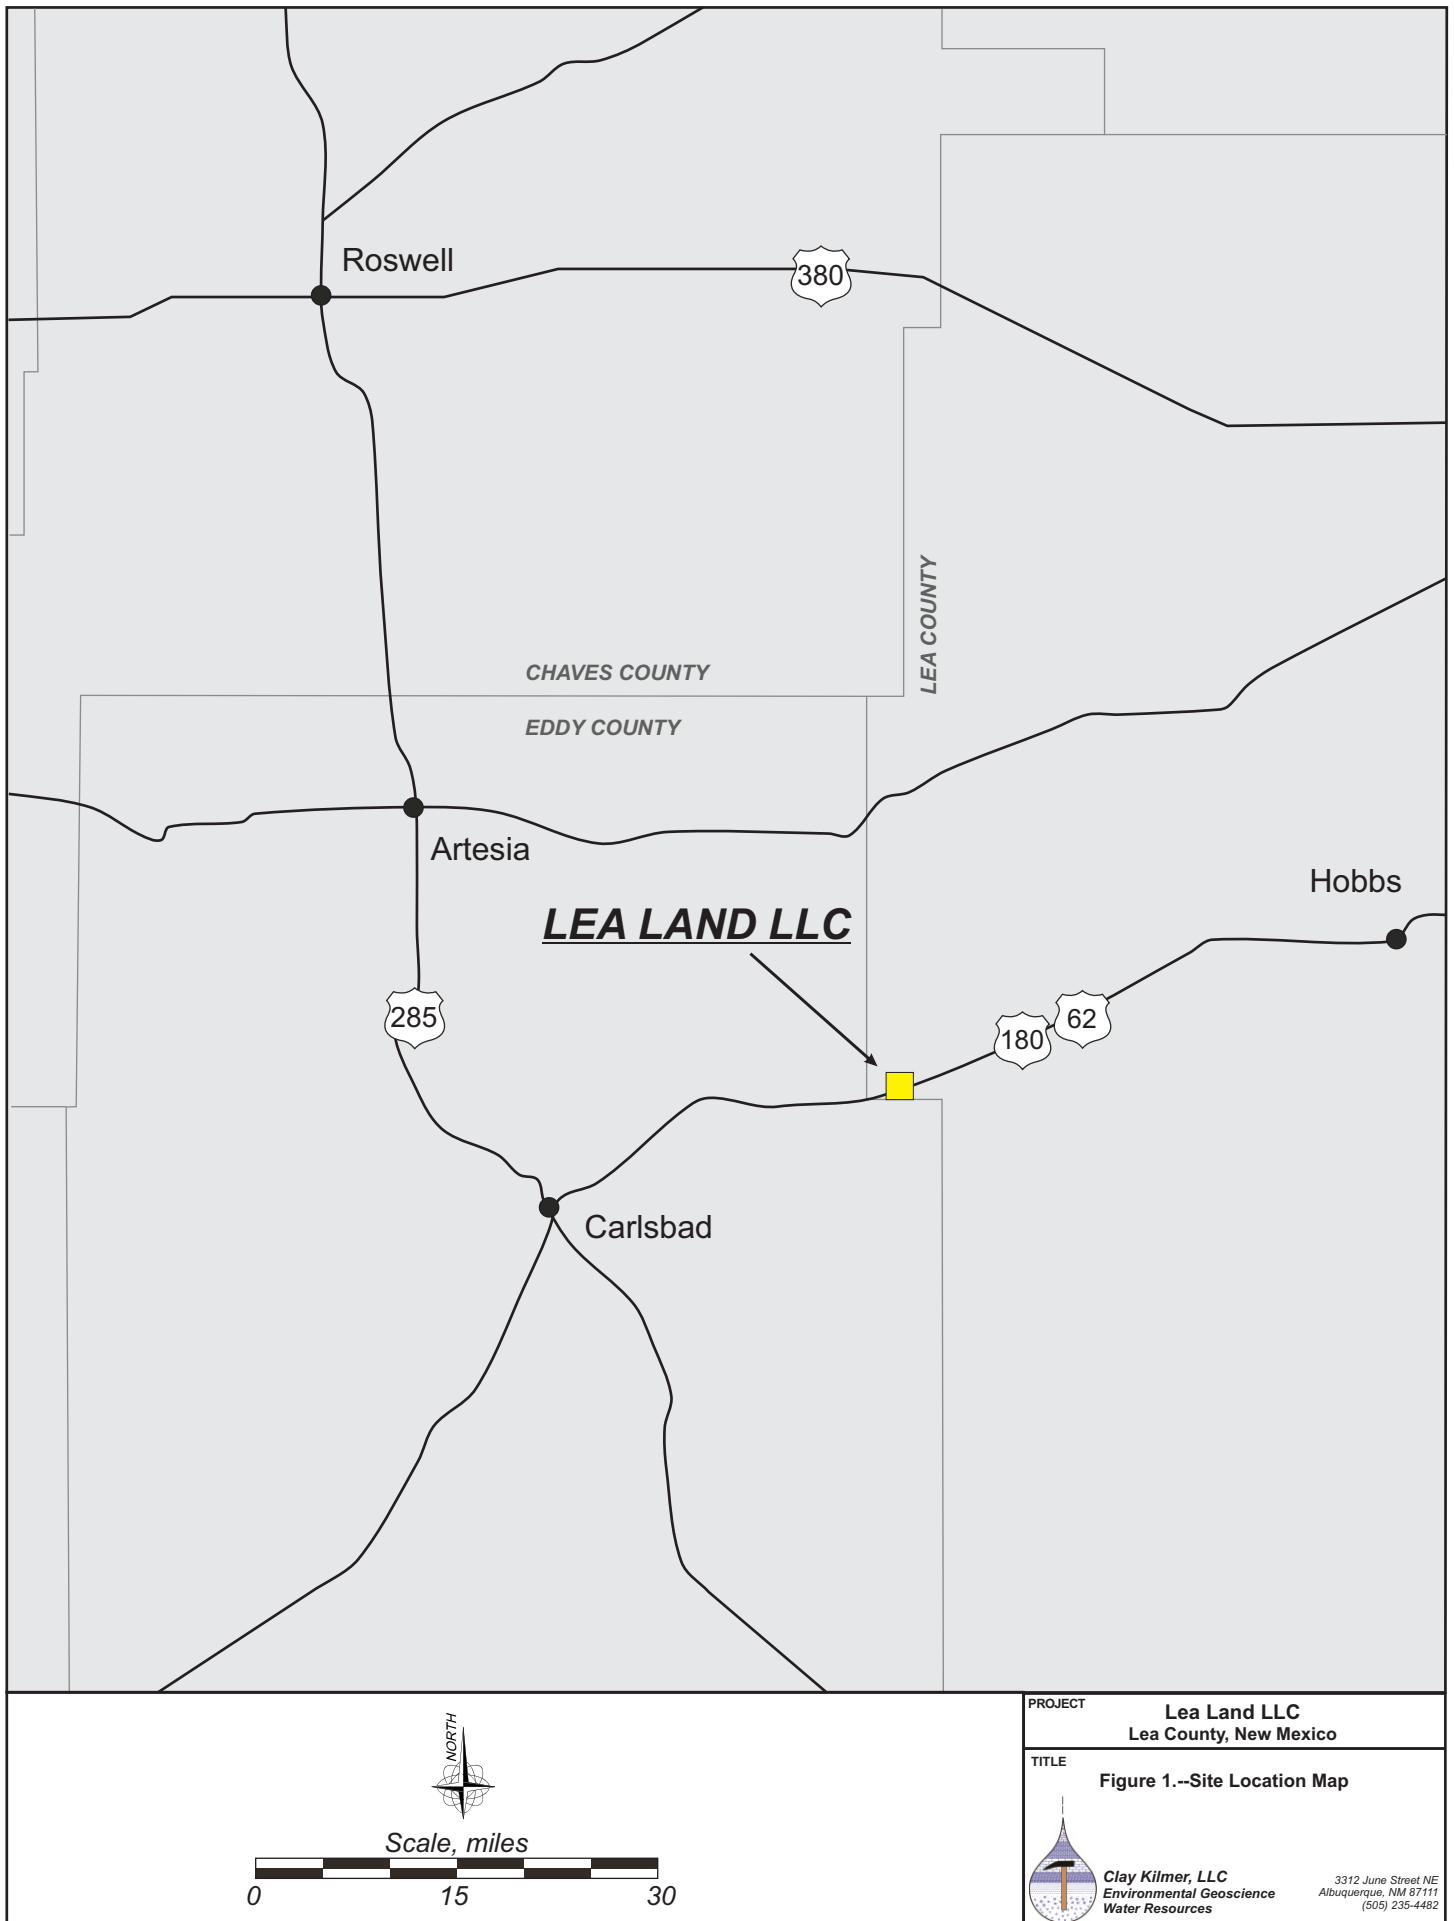 Roswell
380
LEA COUNTY
CHAVES COUNTY
EDDY COUNTY
Artesia
Hobbs
LEA LAND LLC
285
62
180
Carlsbad
NORTH
Scale, miles
0 15 30
PROJECT
Lea Land LLC
Lea County, New Mexico
TITLE
Figure 1.--Site Location Map
Clay Kilmer, LLC
Environmental Geoscience
Water Resources
3312 June Street NE
Albuquerque, NM 87111
(505) 235-4482